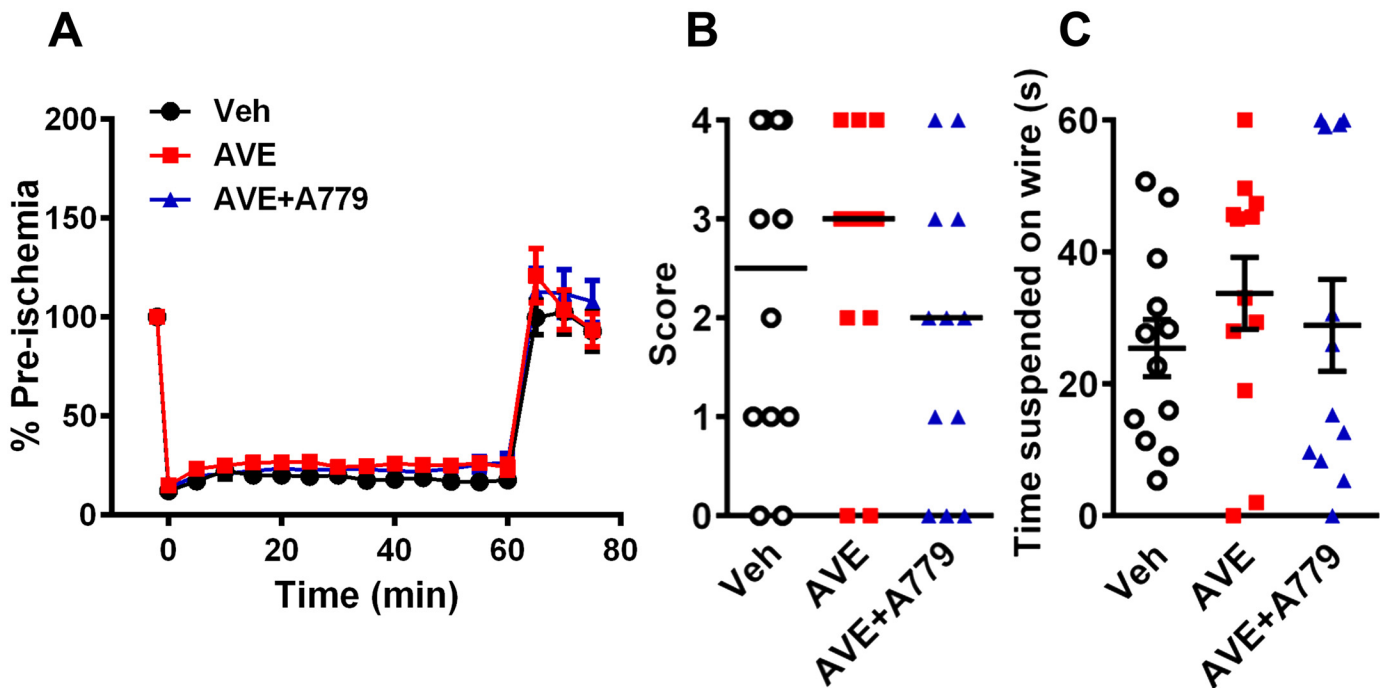 A
B
C
Veh
AVE
AVE+A779
% Pre-ischemia
200
150
100
50
0
0
20
40
60
80
Time (min)
Score
4
3
2
1
0
Veh
AVE
AVE+A779
Time suspended on wire (s)
60
40
20
0
Veh
AVE
AVE+A779